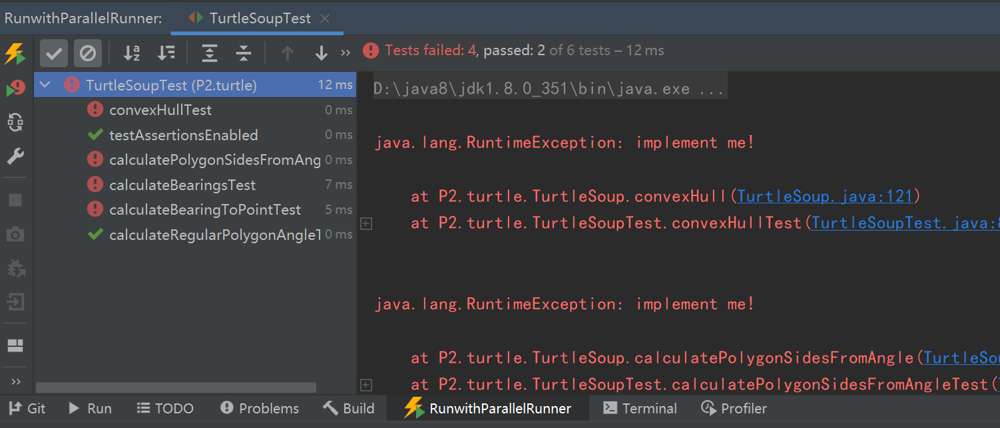 RunwithParallelRunner: TurtleSoupTest
Tests failed: 4, passed: 2 of 6 tests – 12 ms
TurtleSoupTest (P2.turtle) 12 ms
convexHullTest 0 ms
testAssertionsEnabled 0 ms
calculatePolygonSidesFromAng 0 ms
calculateBearingsTest 7 ms
calculateBearingToPointTest 5 ms
calculateRegularPolygonAngleT 0 ms
D:\java8\jdk1.8.0_351\bin\java.exe ...
java.lang.RuntimeException: implement me!
at P2.turtle.TurtleSoup.convexHull(TurtleSoup.java:121)
at P2.turtle.TurtleSoupTest.convexHullTest(TurtleSoupTest.java:8
java.lang.RuntimeException: implement me!
at P2.turtle.TurtleSoup.calculatePolygonSidesFromAngle(TurtleSou
at P2.turtle.TurtleSoupTest.calculatePolygonSidesFromAngleTest(
Git Run TODO Problems Build RunwithParallelRunner Terminal Profiler